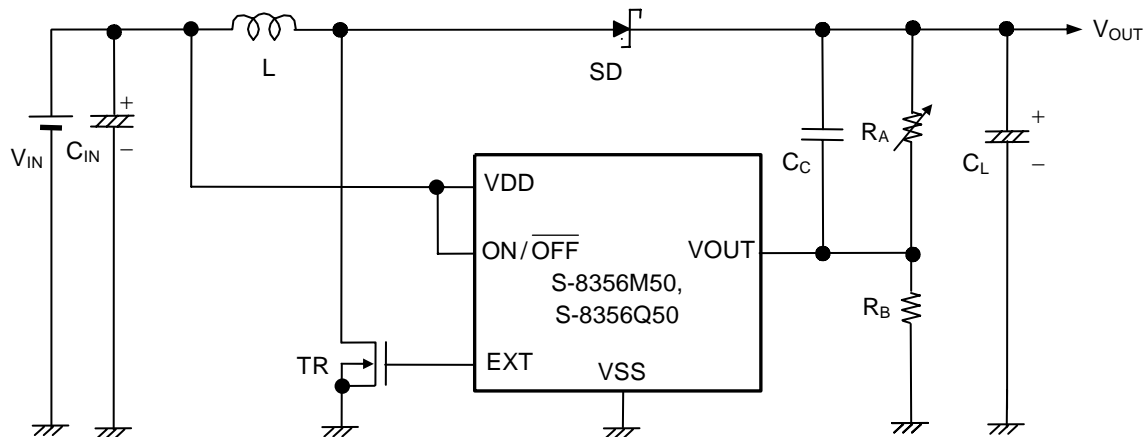 V_OUT
L
SD
+
−
V_IN
C_IN
C_C
R_A
+
−
C_L
VDD
ON/OFF
VOUT
S-8356M50,
S-8356Q50
R_B
TR
EXT
VSS